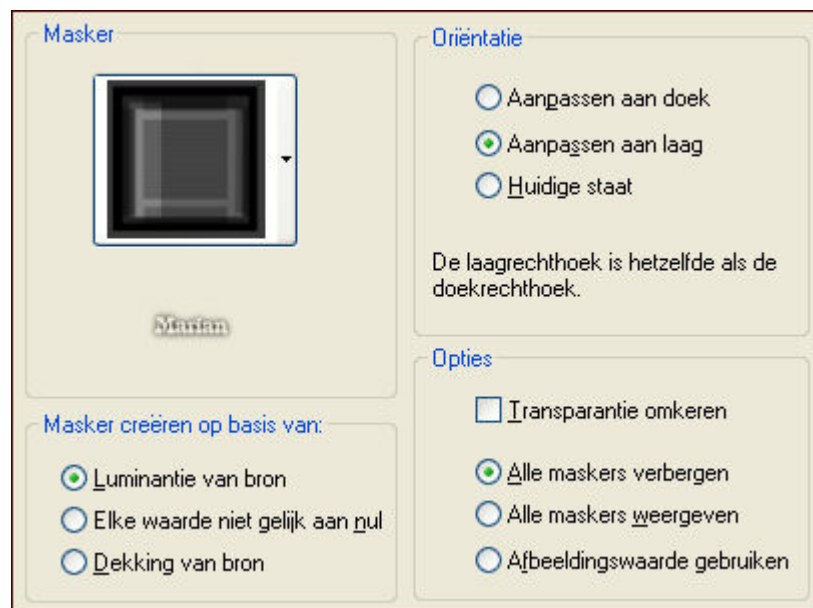 Masker
Marian
Masker creëren op basis van:
Luminantie van bron
Elke waarde niet gelijk aan nul
Dekking van bron
Oriëntatie
Aanpassen aan doek
Aanpassen aan laag
Huidige staat
De laagrechthoek is hetzelfde als de
doekrechthoek.
Opties
Transparantie omkeren
Alle maskers verbergen
Alle maskers weergeven
Afbeeldingswaarde gebruiken